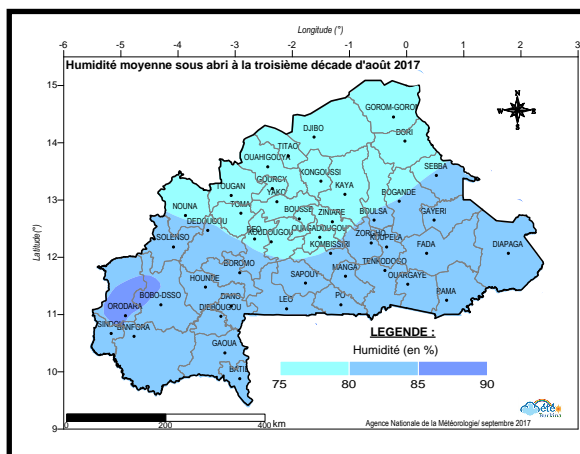 Longitude (°)
-6 -5 -4 -3 -2 -1 0 1 2 3
Humidité moyenne sous abri à la troisième décade d'août 2017
15
14
13
12
11
10
9
Latitude(°)
N
W E
S
GOROM-GOROM
DJIBO
DORI
TITAO
OUAHIGOUYA
SEBBA
KONGOUSSI
GOURCY
TOUGAN
KAYA
YAKO
BOGANDE
NOUNA
TOMA
BOUSSE
ZINIARE
BOULSA
GAYERI
DEDOUGOU
OUAGADOUGOU
ZORGHO
REO
KOUDOUGOU
KOUPELA
SOLENSO
KOMBISSIRI
FADA
DIAPAGA
TENKODOGO
BOROMO
MANGA
HOUNDE
SAPOUY
OUARGAYE
BOBO-DSSO
PAMA
ORODARA
DANO
LEO
PO
DIEBOUGOU
SINDOU
BANFORA
GAOUA
BATIE
LEGENDE :
Humidité (en %)
75 80 85 90
0 200 400 km
Agence Nationale de la Météorologie/ septembre 2017